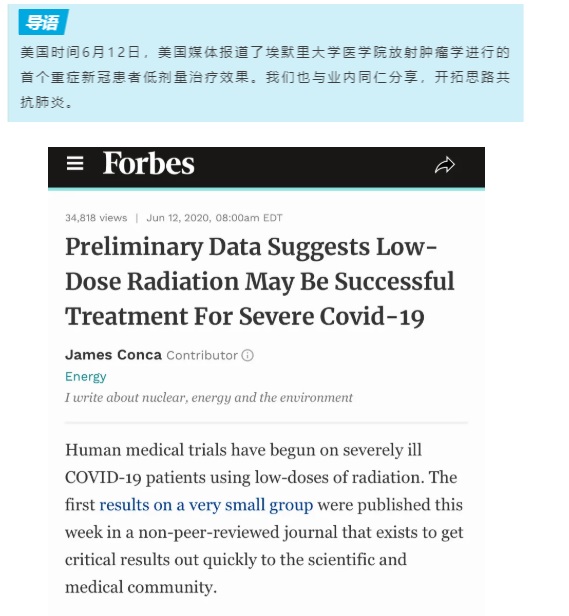 导语
美国时间6月12日，美国媒体报道了埃默里大学医学院放射肿瘤学进行的
首个重症新冠患者低剂量治疗效果。我们也与业内同仁分享，开拓思路共
抗肺炎。
Forbes
34,818 views | Jun 12, 2020, 08:00am EDT
Preliminary Data Suggests Low-
Dose Radiation May Be Successful
Treatment For Severe Covid-19
James Conca Contributor
Energy
I write about nuclear, energy and the environment
Human medical trials have begun on severely ill
COVID-19 patients using low-doses of radiation. The
first results on a very small group were published this
week in a non-peer-reviewed journal that exists to get
critical results out quickly to the scientific and
medical community.